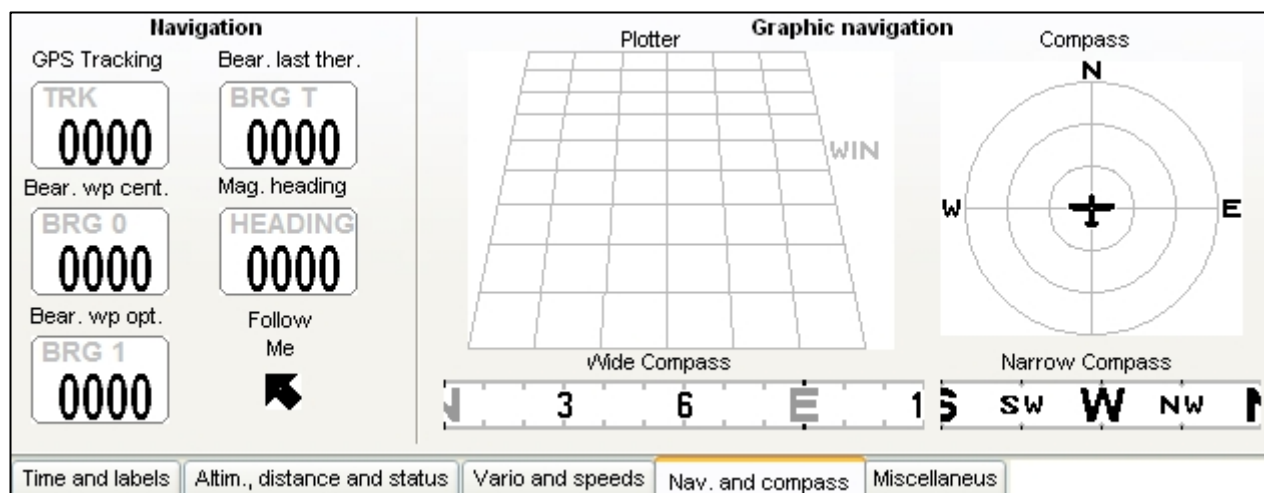 Navigation
GPS Tracking
Bear. last ther.
TRK
0000
BRG T
0000
Bear. wp cent.
Mag. heading
BRG 0
0000
HEADING
0000
Bear. wp opt.
Follow
Me
BRG 1
0000
Graphic navigation
Plotter
WIN
Compass
N
W
E
Wide Compass
N 3 6 E 1
Narrow Compass
S SW W NW N
Time and labels
Altim., distance and status
Vario and speeds
Nav. and compass
Miscellaneus